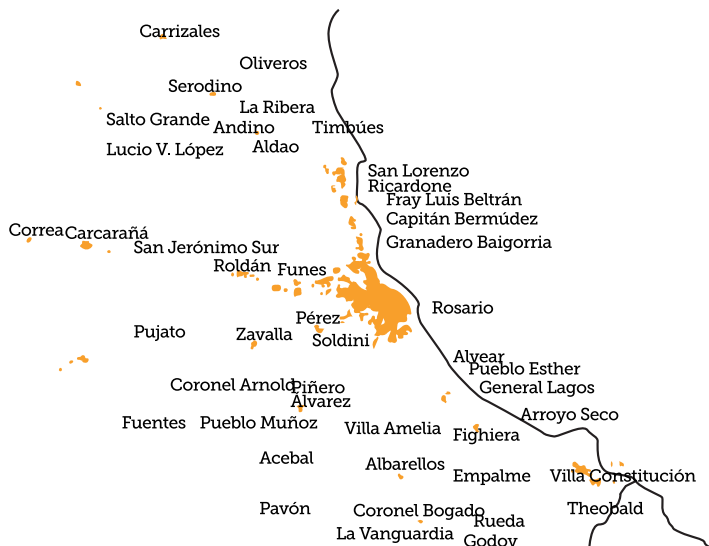 Carrizales
Oliveros
Serodino
La Ribera
Salto Grande
Andino
Timbúes
Lucio V. López
Aldao
San Lorenzo
Ricardone
Fray Luis Beltrán
Capitán Bermúdez
Correa
Carcarañá
San Jerónimo Sur
Granadero Baigorria
Roldán
Funes
Rosario
Pérez
Pujato
Zavalla
Soldini
Alvear
Pueblo Esther
Coronel Arnold
Piñero
General Lagos
Álvarez
Arroyo Seco
Fuentes
Pueblo Muñoz
Villa Amelia
Fighiera
Acebal
Albarellos
Empalme
Villa Constitución
Pavón
Coronel Bogado
Theobald
Rueda
La Vanguardia
Godoy